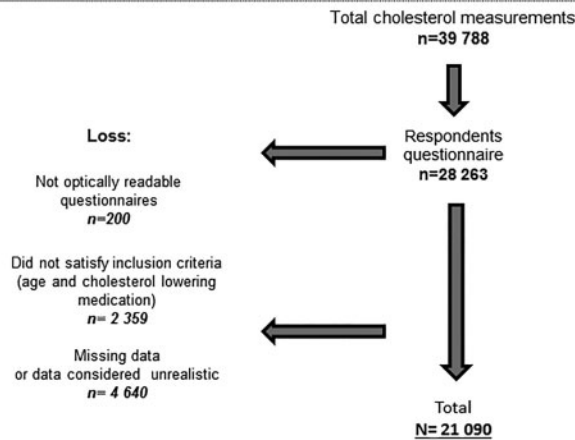 Total cholesterol measurements
n=39 788
Loss:
Respondents
questionnaire
n=28 263
Not optically readable
questionnaires
n=200
Did not satisfy inclusion criteria
(age and cholesterol lowering
medication)
n= 2 359
Missing data
or data considered unrealistic
n= 4 640
Total
N= 21 090